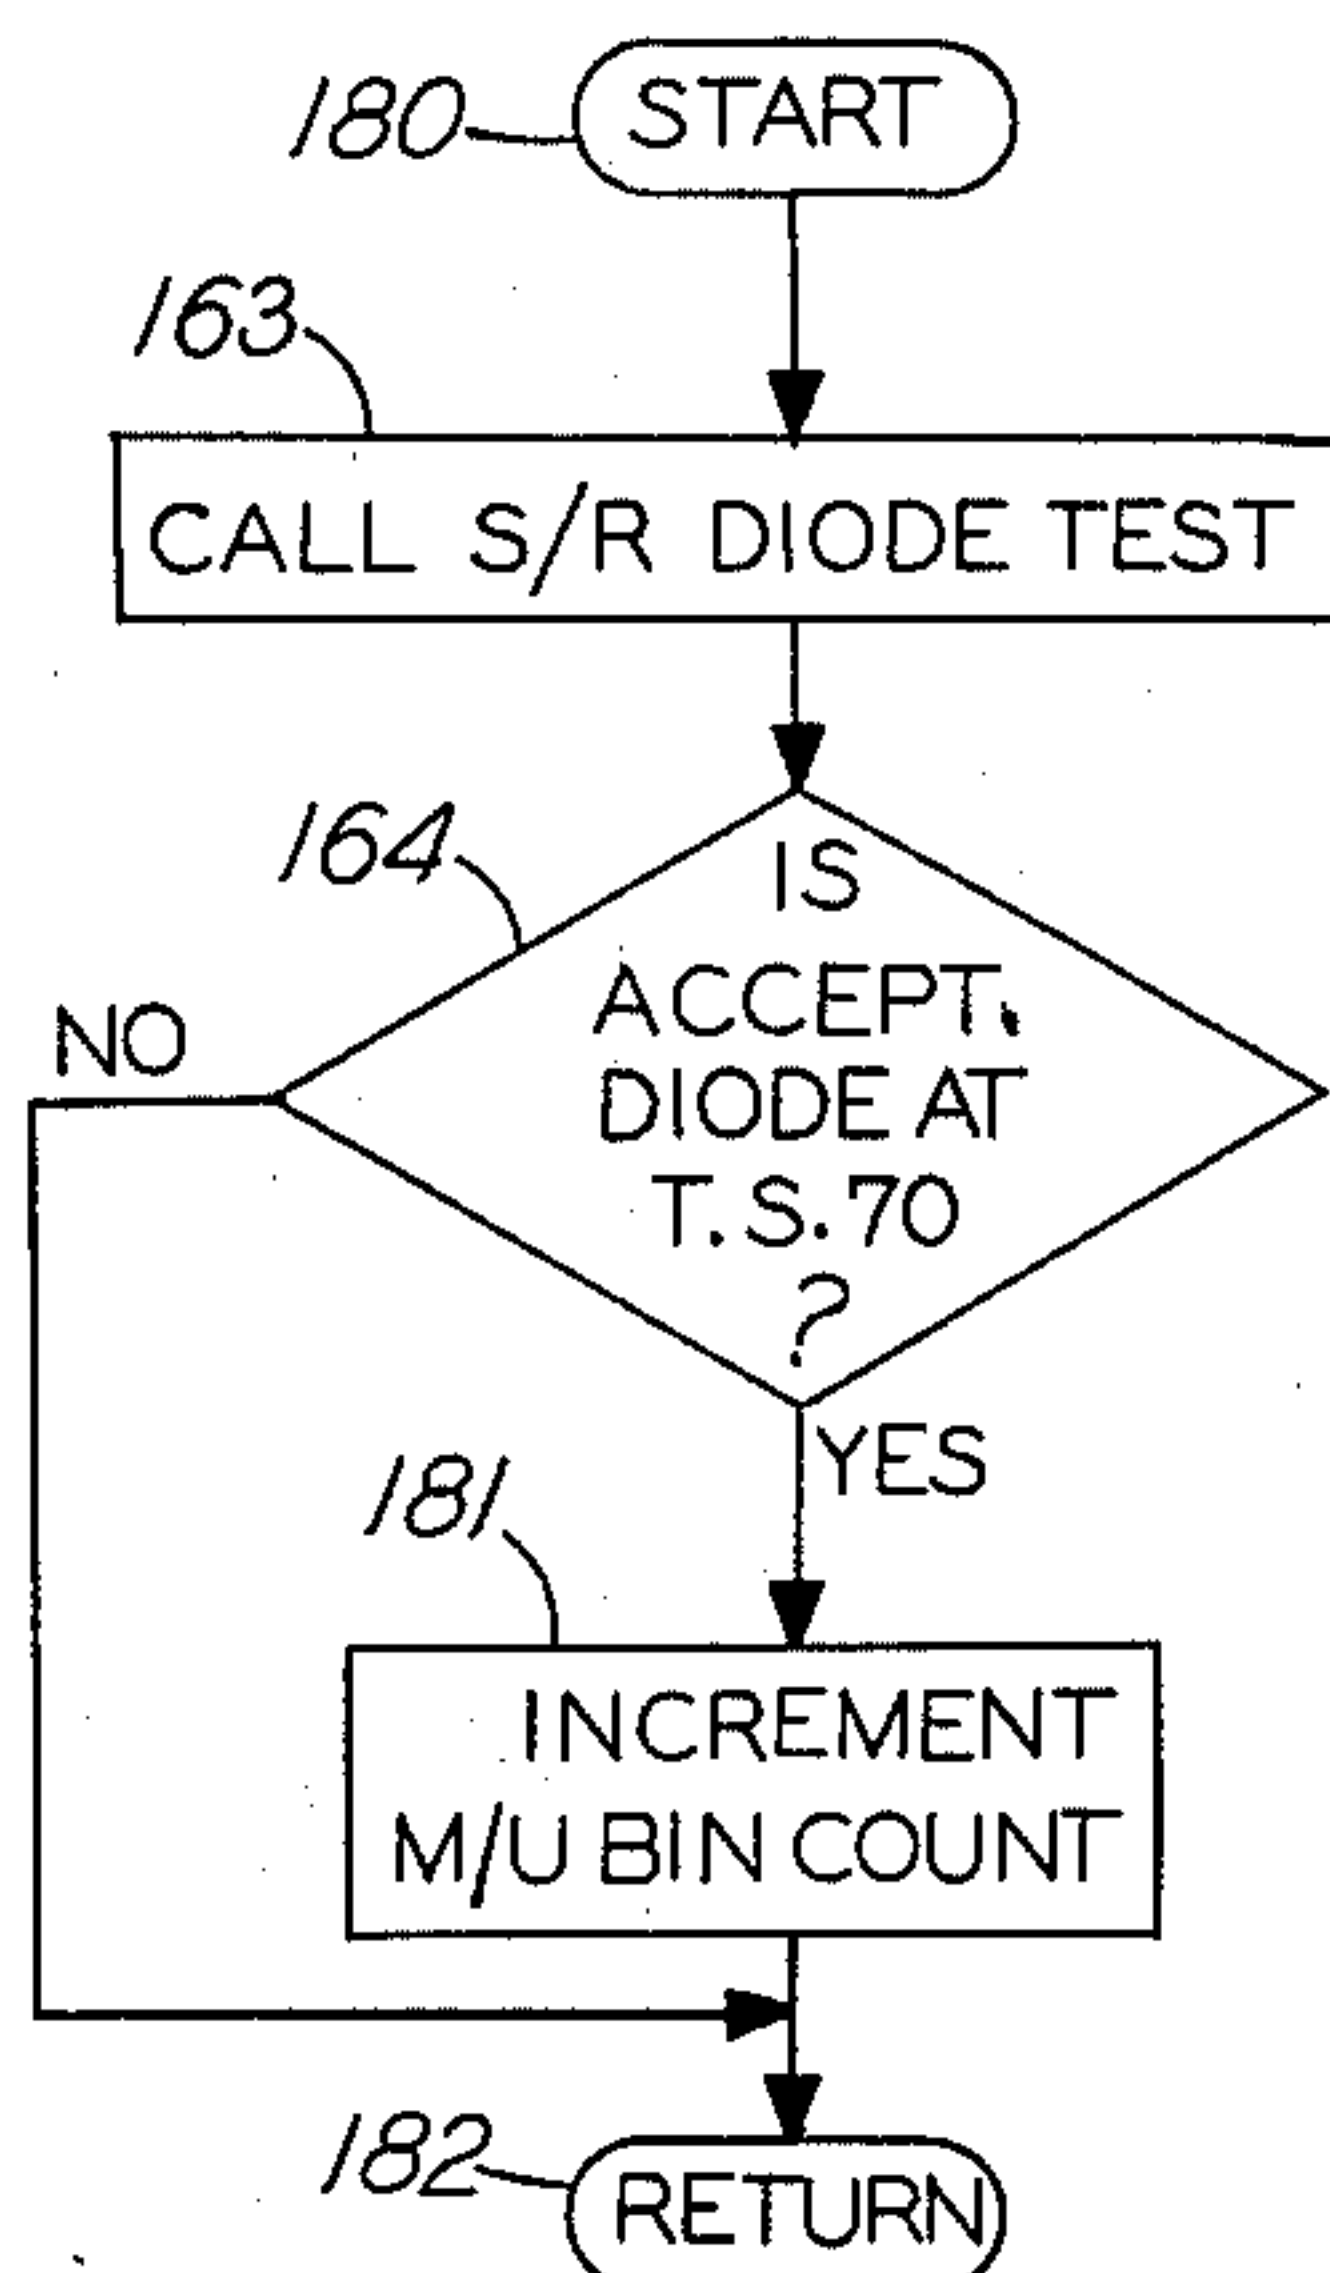 180
START
163
CALL S/R DIODE TEST
164
IS
ACCEPT.
DIODE AT
T.S.70
?
NO
YES
181
INCREMENT
M/U BIN COUNT
182
RETURN